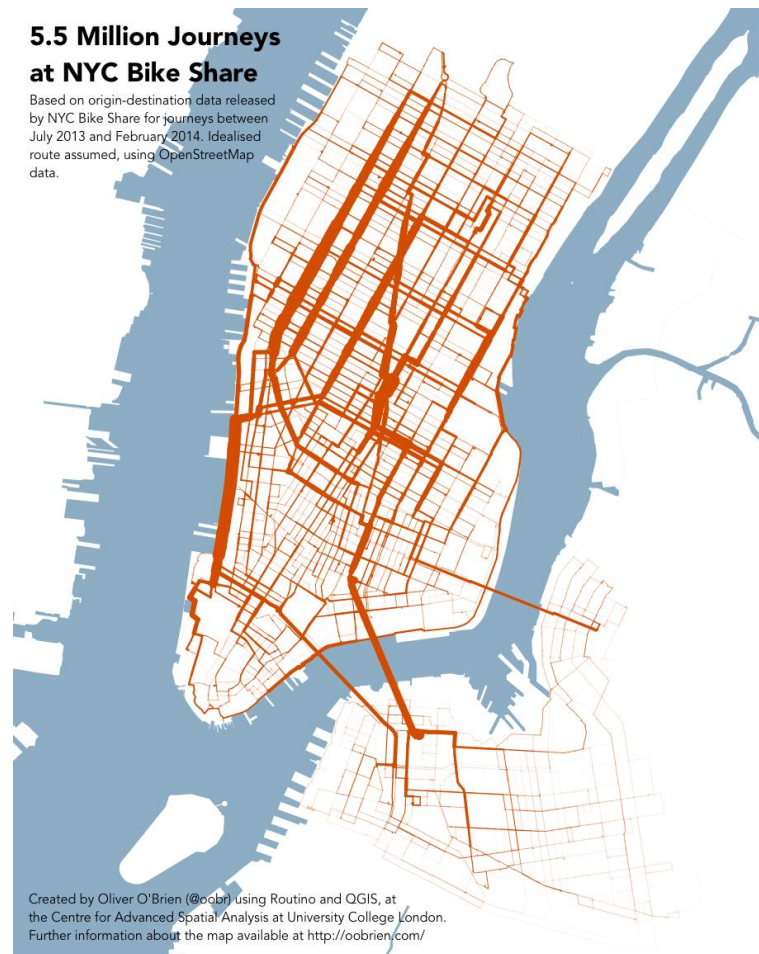 5.5 Million Journeys
at NYC Bike Share
Based on origin-destination data released
by NYC Bike Share for journeys between
July 2013 and February 2014. Idealised
route assumed, using OpenStreetMap
data.
Created by Oliver O'Brien (@oobr) using Routino and QGIS, at
the Centre for Advanced Spatial Analysis at University College London.
Further information about the map available at http://oobrien.com/